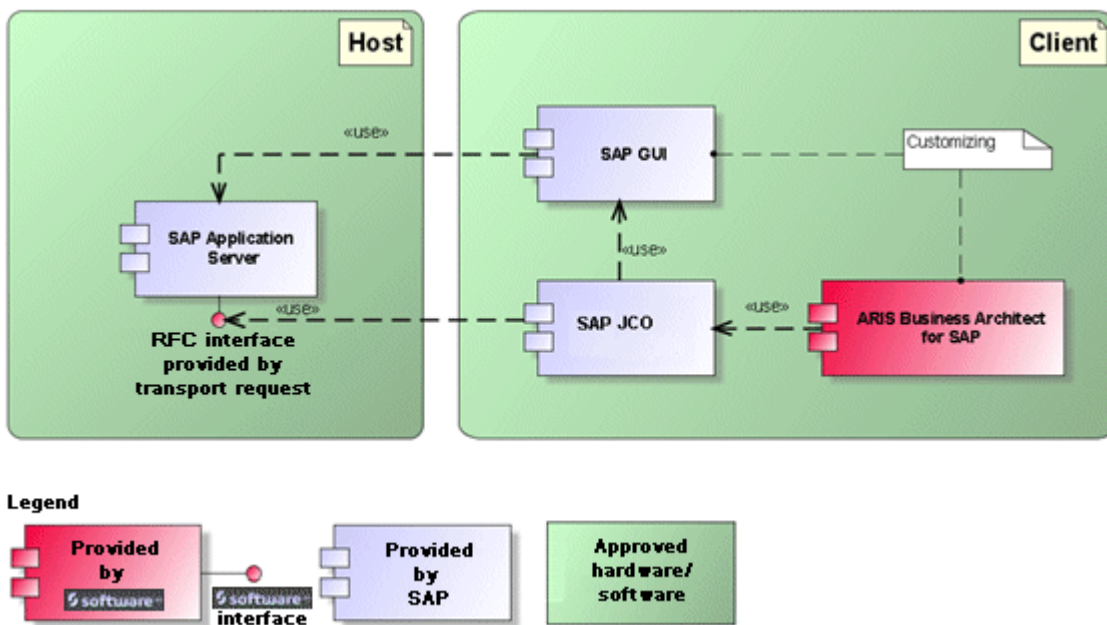 Host
Client
«use»
SAP GUI
Customizing
SAP Application
Server
«use»
«use»
SAP JCO
«use»
ARIS Business Architect
for SAP
RFC interface
provided by
transport request
Legend
Provided
by
software
software
interface
Provided
by
SAP
Approved
hardware/
software